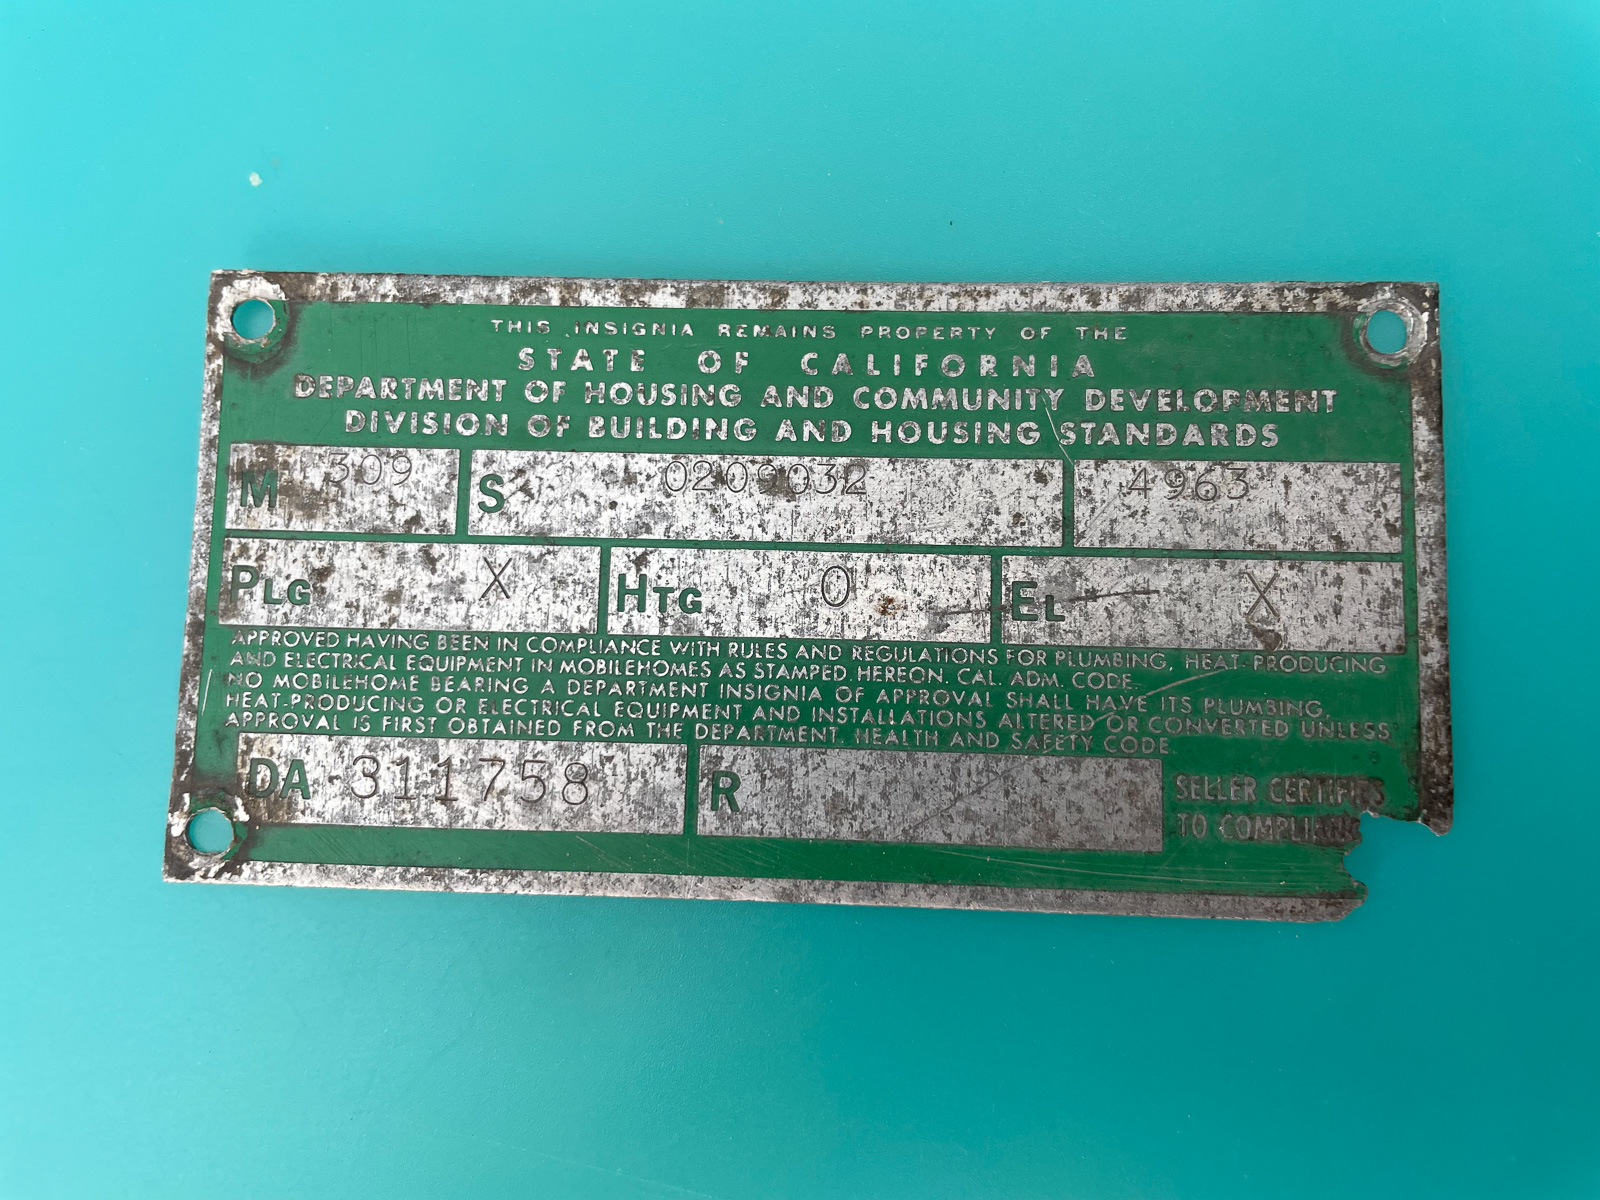 THIS INSIGNIA REMAINS PROPERTY OF THE
STATE OF CALIFORNIA
DEPARTMENT OF HOUSING AND COMMUNITY DEVELOPMENT
DIVISION OF BUILDING AND HOUSING STANDARDS
M 309 S 0209032 4963
PLG X HTG O EL X
APPROVED HAVING BEEN IN COMPLIANCE WITH RULES AND REGULATIONS FOR PLUMBING, HEAT-PRODUCING
AND ELECTRICAL EQUIPMENT IN MOBILEHOMES AS STAMPED HEREON. CAL. ADM. CODE.
NO MOBILEHOME BEARING A DEPARTMENT INSIGNIA OF APPROVAL SHALL HAVE ITS PLUMBING,
HEAT-PRODUCING OR ELECTRICAL EQUIPMENT AND INSTALLATIONS ALTERED OR CONVERTED UNLESS
APPROVAL IS FIRST OBTAINED FROM THE DEPARTMENT. HEALTH AND SAFETY CODE
DA 311758 R
SELLER CERTIFIES
TO